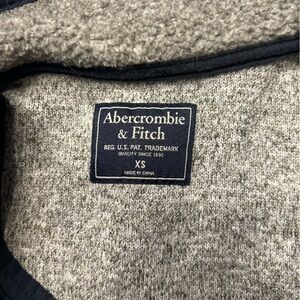 Abercrombie
& Fitch
REG. U.S. PAT. TRADEMARK
QUALITY SINCE 1892
XS
MADE IN CHINA